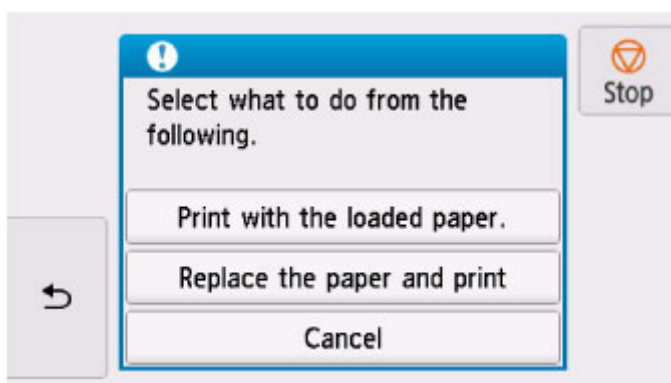 Select what to do from the
following.
Stop
Print with the loaded paper.
Replace the paper and print
Cancel